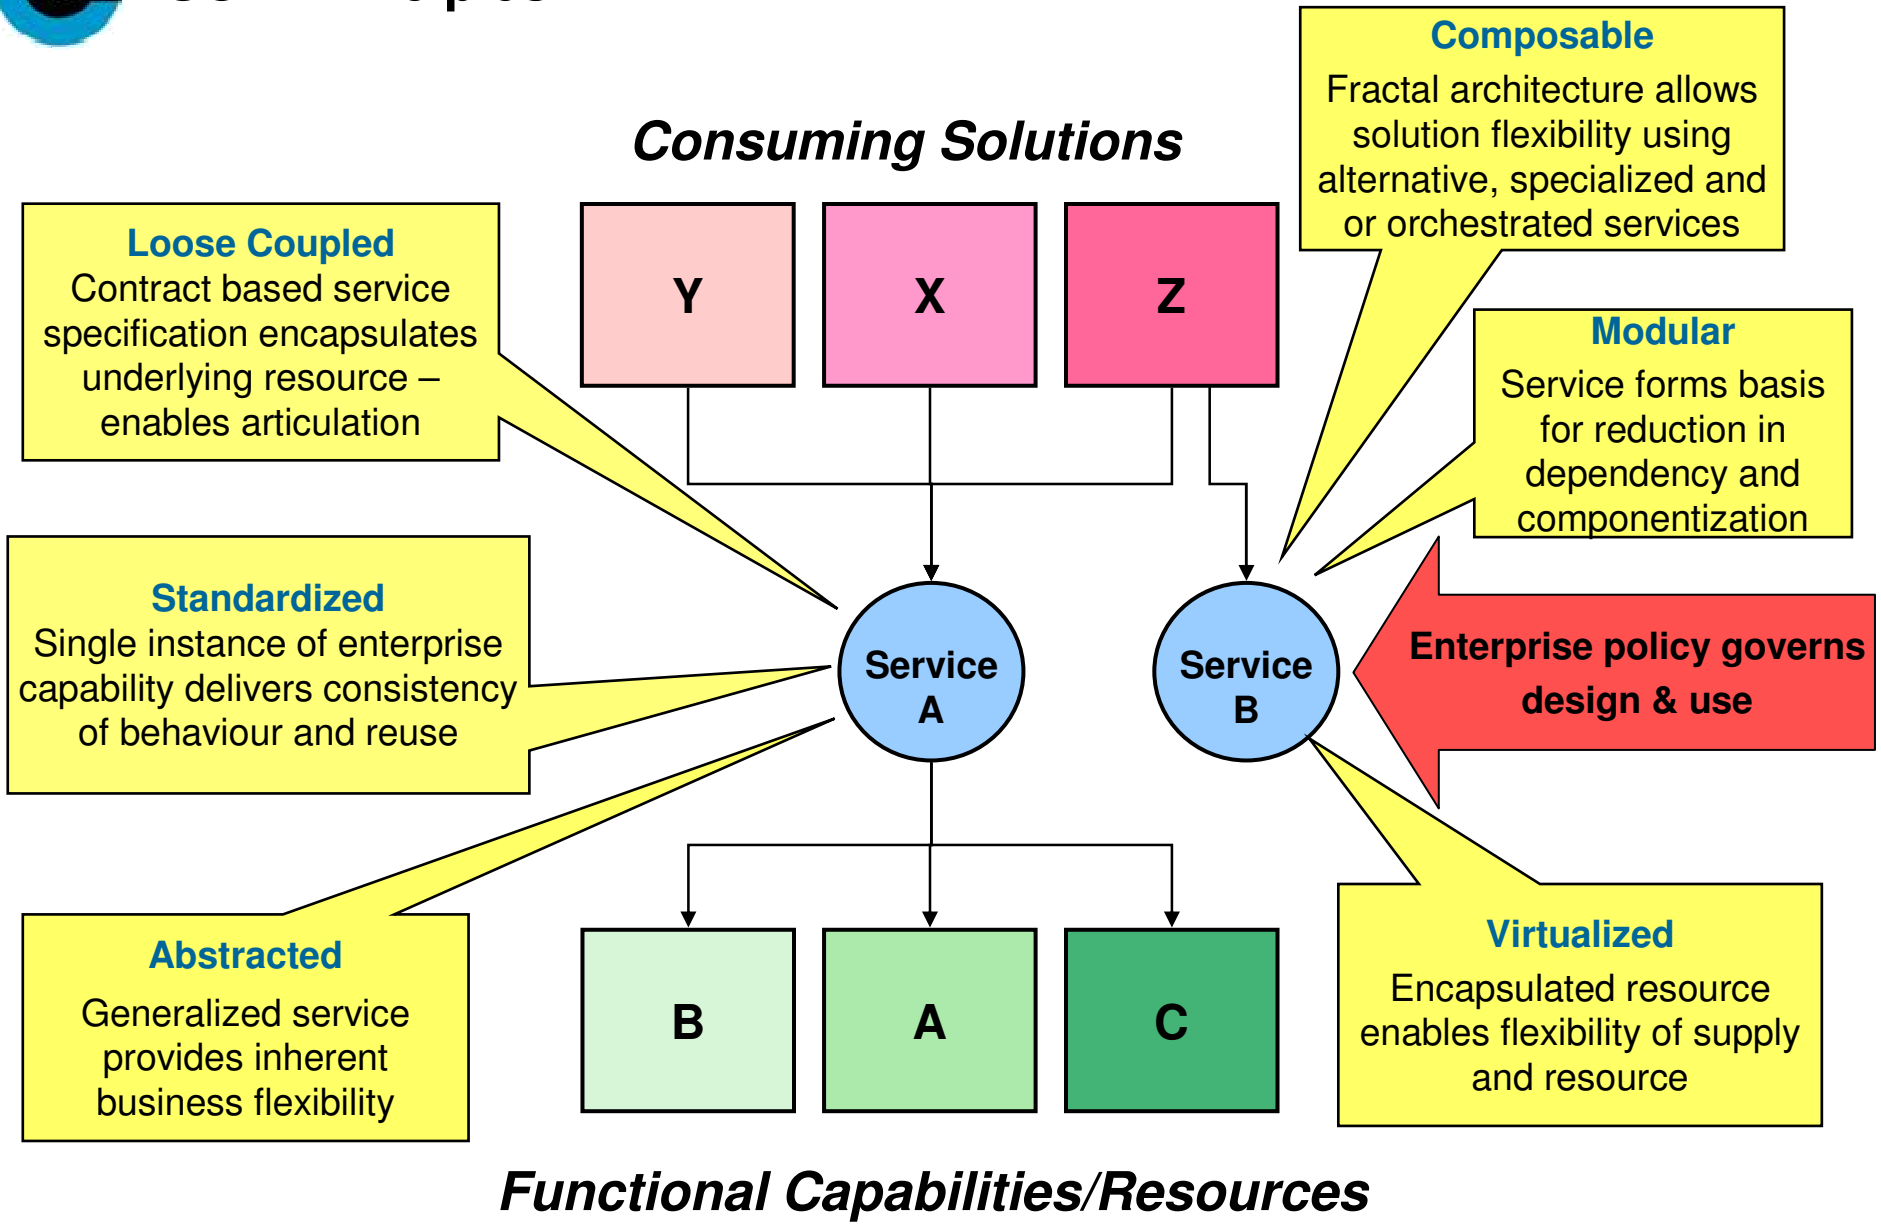 Composable
Fractal architecture allows
solution flexibility using
alternative, specialized and
or orchestrated services
Consuming Solutions
Loose Coupled
Contract based service
specification encapsulates
underlying resource –
enables articulation
Y
X
Z
Modular
Service forms basis
for reduction in
dependency and
componentization
Standardized
Single instance of enterprise
capability delivers consistency
of behaviour and reuse
Service
A
Service
B
Enterprise policy governs
design & use
Abstracted
Generalized service
provides inherent
business flexibility
B
A
C
Virtualized
Encapsulated resource
enables flexibility of supply
and resource
Functional Capabilities/Resources